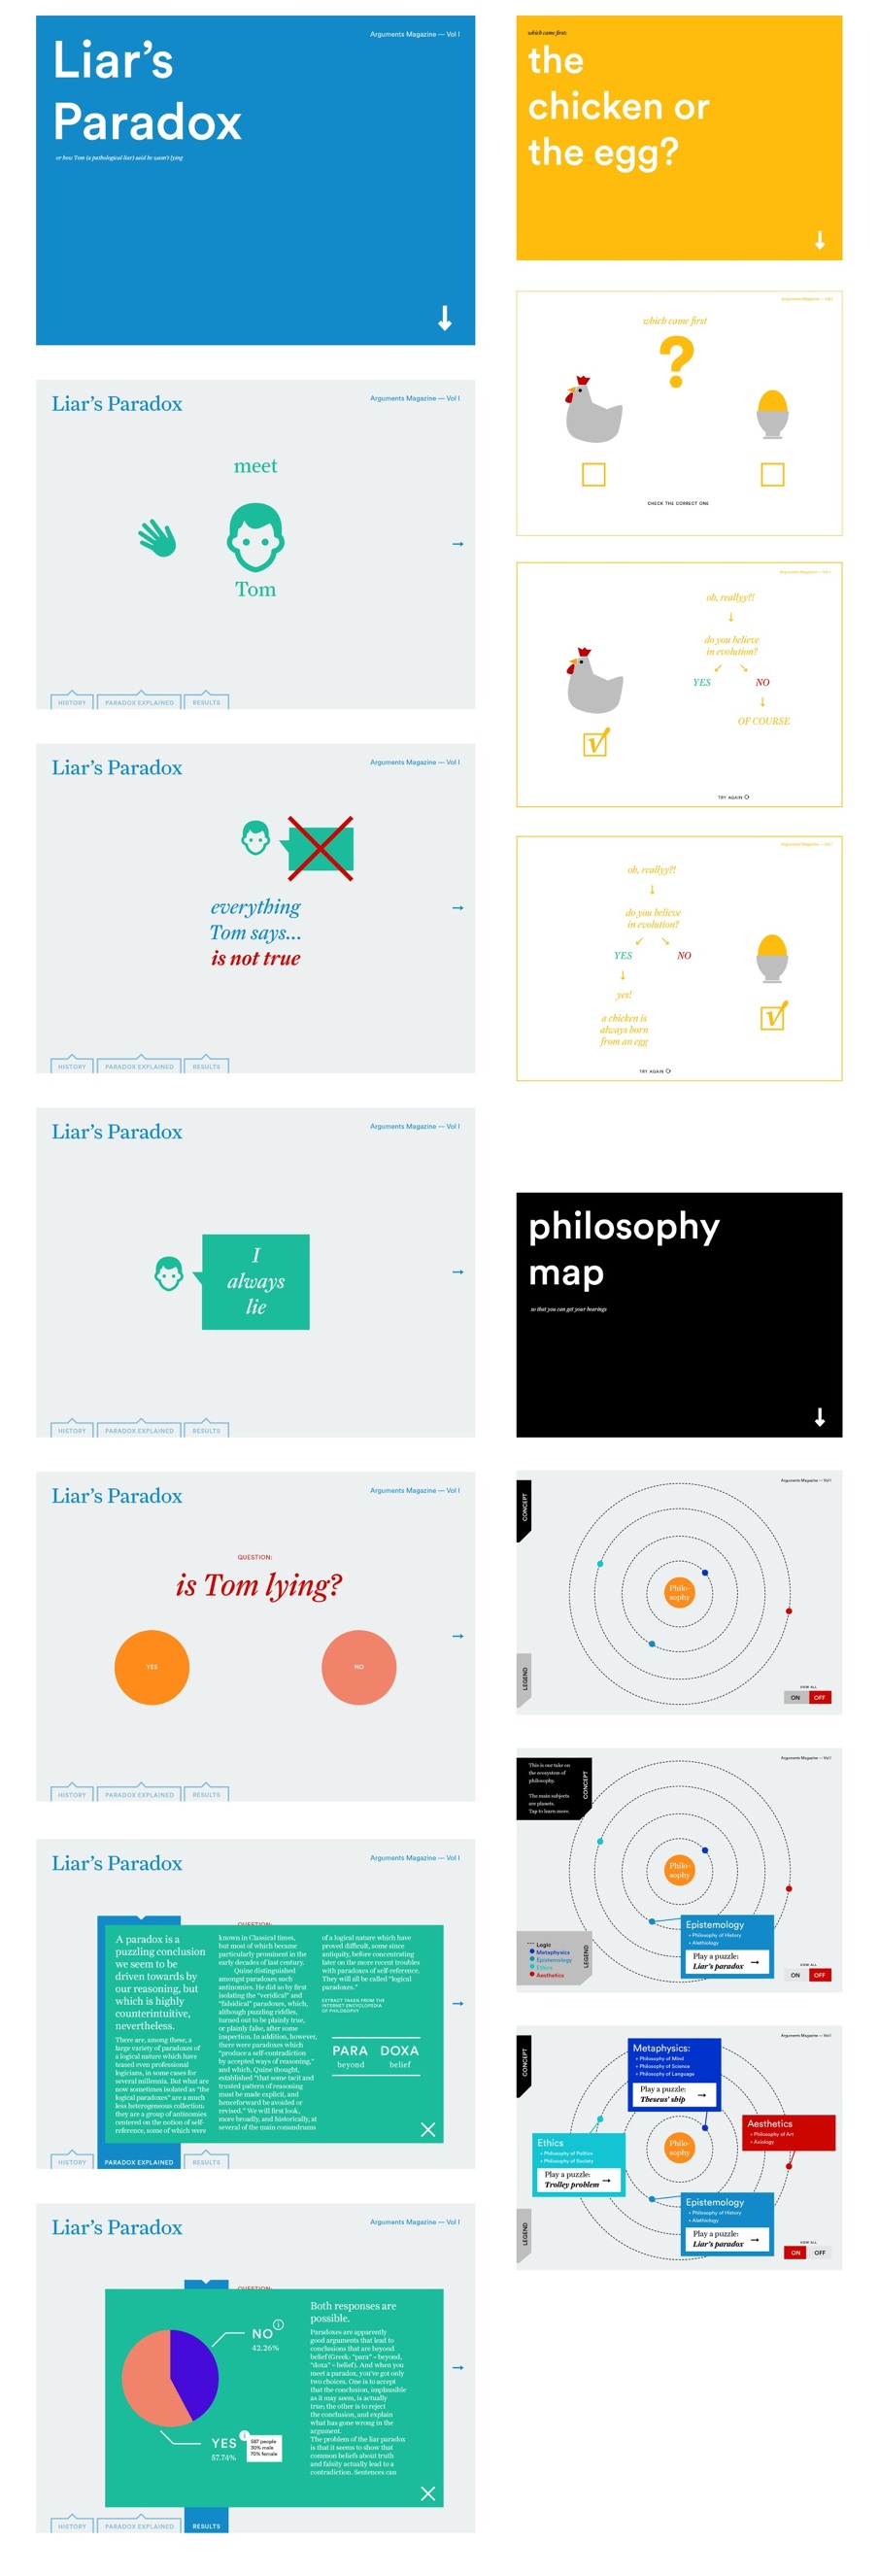 Liar's
Paradox
Arguments Magazine — Vol I
or how Tom (a pathological liar) said he wasn't lying
Liar's Paradox
Arguments Magazine — Vol I
meet
Tom
HISTORY
PARADOX EXPLAINED
RESULTS
Liar's Paradox
Arguments Magazine — Vol I
everything
Tom says...
is not true
HISTORY
PARADOX EXPLAINED
RESULTS
Liar's Paradox
Arguments Magazine — Vol I
I
always
lie
HISTORY
PARADOX EXPLAINED
RESULTS
Liar's Paradox
Arguments Magazine — Vol I
QUESTION:
is Tom lying?
YES
NO
HISTORY
PARADOX EXPLAINED
RESULTS
Liar's Paradox
Arguments Magazine — Vol I
QUESTION:
A paradox is a
puzzling conclusion
we seem to be
driven towards by
our reasoning, but
which is highly
counterintuitive,
nevertheless.
There are, among these, a
large variety of paradoxes of
a logical nature which have
teased even professional
logicians, in some cases for
several millennia. But what are
now sometimes isolated as "the
logical paradoxes" are a much
less heterogeneous collection:
they are a group of antinomies
centered on the notion of self-
reference, some of which were
known in Classical times,
but most of which became
particularly prominent in the
early decades of last century.
Quine distinguished
amongst paradoxes such
antinomies. He did so by first
isolating the "veridical" and
"falsidical" paradoxes, which,
although puzzling riddles,
turned out to be plainly true,
or plainly false, after some
inspection. In addition, however,
there were paradoxes which
"produce a self-contradiction
by accepted ways of reasoning,"
and which, Quine thought,
established "that some tacit and
trusted pattern of reasoning
must be made explicit, and
henceforward be avoided or
revised." We will first look,
more broadly, and historically, at
several of the main conundrums
of a logical nature which have
proved difficult, some since
antiquity, before concentrating
later on the more recent troubles
with paradoxes of self-reference.
They will all be called "logical
paradoxes."
EXTRACT TAKEN FROM THE
INTERNET ENCYCLOPEDIA
OF PHILOSOPHY
PARA DOXA
beyond belief
HISTORY
PARADOX EXPLAINED
RESULTS
Liar's Paradox
Arguments Magazine — Vol I
QUESTION:
NO
42.26%
YES
57.74%
587 people
30% male
70% female
Both responses are
possible.
Paradoxes are apparently
good arguments that lead to
conclusions that are beyond
belief (Greek: "para" = beyond,
"doxa" = belief). And when you
meet a paradox, you've got only
two choices. One is to accept
that the conclusion, implausible
as it may seem, is actually
true; the other is to reject
the conclusion, and explain
what has gone wrong in the
argument.
The problem of the liar paradox
is that it seems to show that
common beliefs about truth
and falsity actually lead to a
contradiction. Sentences can
HISTORY
PARADOX EXPLAINED
RESULTS
which came first:
the
chicken or
the egg?
Arguments Magazine — Vol I
which came first
?
CHECK THE CORRECT ONE
Arguments Magazine — Vol I
oh, reallyy?!
do you believe
in evolution?
YES
NO
OF COURSE
TRY AGAIN
Arguments Magazine — Vol I
oh, reallyy?!
do you believe
in evolution?
YES
NO
yes!
a chicken is
always born
from an egg
TRY AGAIN
philosophy
map
so that you can get your bearings
Arguments Magazine — Vol I
CONCEPT
Philo-
sophy
LEGEND
VIEW ALL
ON
OFF
Arguments Magazine — Vol I
This is our take on
the ecosystem of
philosophy.
The main subjects
are planets.
Tap to learn more.
CONCEPT
Philo-
sophy
Epistemology
+ Philosophy of History
+ Alethiology
Play a puzzle:
Liar's paradox
Logic
Metaphysics
Epistemology
Ethics
Aesthetics
LEGEND
VIEW ALL
ON
OFF
Arguments Magazine — Vol I
CONCEPT
Metaphysics:
+ Philosophy of Mind
+ Philosophy of Science
+ Philosophy of Language
Play a puzzle:
Theseus' ship
Aesthetics
+ Philosophy of Art
+ Axiology
Philo-
sophy
Ethics
+ Philosophy of Politics
+ Philosophy of Society
Play a puzzle:
Trolley problem
Epistemology
+ Philosophy of History
+ Alethiology
Play a puzzle:
Liar's paradox
LEGEND
VIEW ALL
ON
OFF